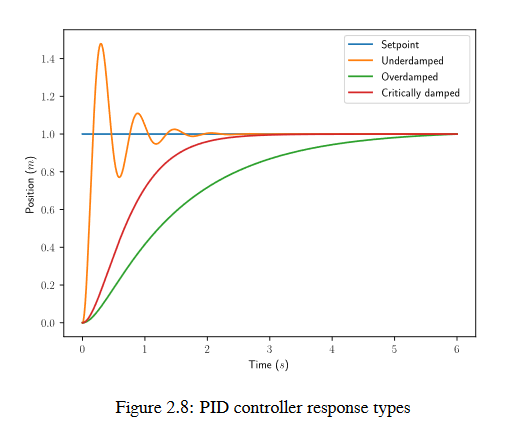 Setpoint
Underdamped
Overdamped
Critically damped
1.4
1.2
1.0
0.8
0.6
0.4
0.2
0.0
Position (m)
0 1 2 3 4 5 6
Time (s)
Figure 2.8: PID controller response types